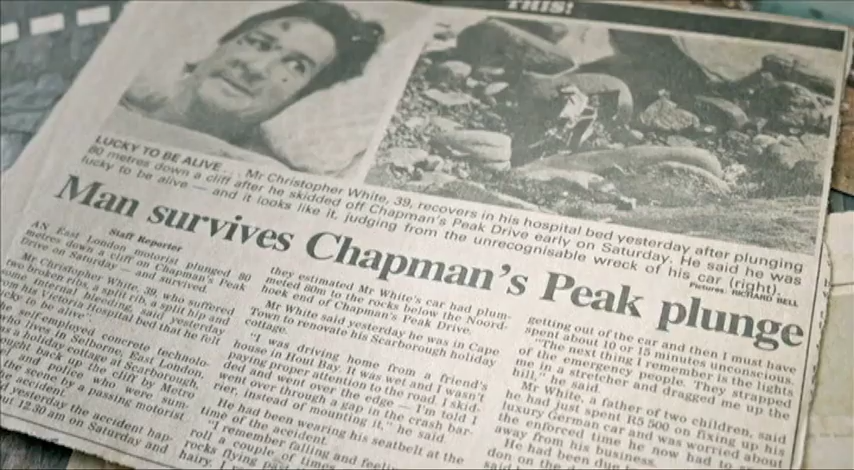 THIS!
LUCKY TO BE ALIVE . . . Mr Christopher White, 39, recovers in his hospital bed yesterday after plunging
80 metres down a cliff after he skidded off Chapman's Peak Drive early on Saturday. He said he was
lucky to be alive — and it looks like it, judging from the unrecognisable wreck of his car (right).
Pictures: RICHARD BELL
Man survives Chapman's Peak plunge
Staff Reporter
AN East London motorist plunged 80
metres down a cliff on Chapman's Peak
Drive on Saturday — and survived.
Mr Christopher White, 39, who suffered
two broken ribs, a split rib, a split hip and
some internal bleeding, said yesterday
from his Victoria Hospital bed that he felt
lucky to be alive".
self-employed concrete technolo-
lives in Selborne, East London,
a holiday cottage at Scarborough,
back up the cliff by Metro
and police who were sum-
the scene by a passing motorist
accident.
yesterday the accident hap-
12.30 am on Saturday and
they estimated Mr White's car had plum-
meted 80m to the rocks below the Noord-
hoek end of Chapman's Peak Drive.
Mr White said yesterday he was in Cape
Town to renovate his Scarborough holiday
cottage.
"I was driving home from a friend's
house in Hout Bay. It was wet and I wasn't
paying proper attention to the road. I skid-
ded and went over the edge — I'm told I
went over through a gap in the crash bar-
rier, instead of mounting it," he said.
He had been wearing his seatbelt at the
time of the accident.
"I remember falling and
roll a couple of times
rocks flying past
hairy. I
getting out of the car and then I must have
spent about 10 or 15 minutes unconscious.
"The next thing I remember is the lights
of the emergency people. They strapped
me in a stretcher and dragged me up the
hill," he said.
Mr White, a father of two children, said
he had just spent R5 500 on fixing up his
luxury German car and was worried about
the enforced time he now had to
away from his business.
He had been due
don on the
said